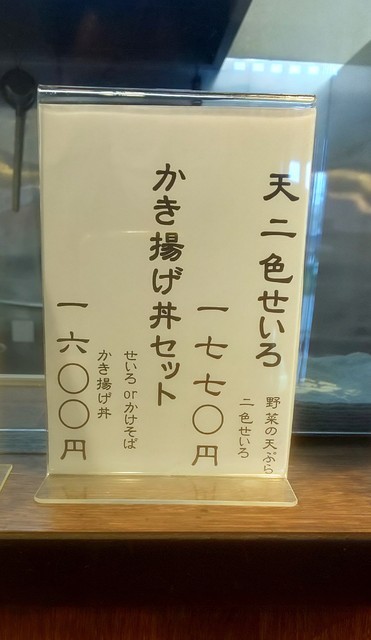 天二色せいろ
野菜の天ぷら
二色せいろ
一七七〇円
かき揚げ丼セット
せいろorかけそば
かき揚げ丼
一六〇〇円